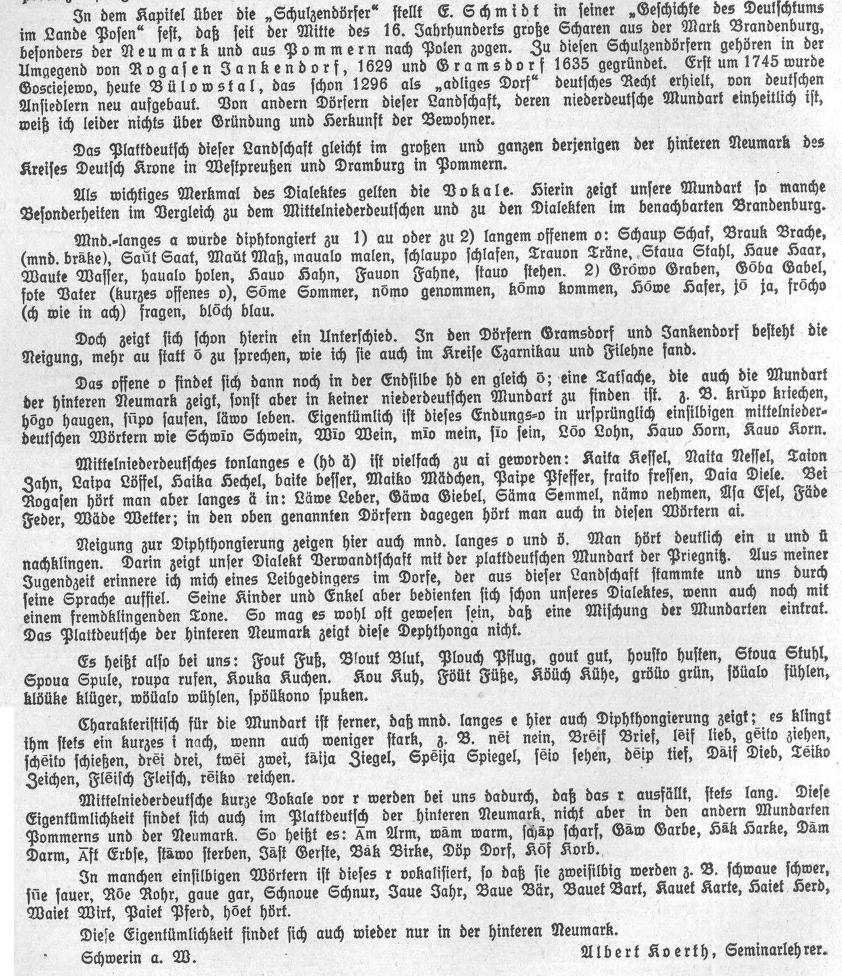 In dem Kapitel über die „Schulzendörfer“ stellt E. Schmidt in seiner „Geschichte des Deutschtums
im Lande Posen“ fest, daß seit der Mitte des 16. Jahrhunderts große Scharen aus der Mark Brandenburg,
besonders der Neumark und aus Pommern nach Polen zogen. Zu diesen Schulzendörfern gehören in der
Umgegend von Rogasen Jankendorf, 1629 und Gramsdorf 1635 gegründet. Erst um 1745 wurde
Gosciejewo, heute Bülowstal, das schon 1296 als „adliges Dorf“ deutsches Recht erhielt, von deutschen
Ansiedlern neu aufgebaut. Von andern Dörfern dieser Landschaft, deren niederdeutsche Mundart einheitlich ist,
weiß ich leider nichts über Gründung und Herkunft der Bewohner.
Das Plattdeutsch dieser Landschaft gleicht im großen und ganzen derjenigen der hinteren Neumark des
Kreises Deutsch Krone in Westpreußen und Dramburg in Pommern.
Als wichtiges Merkmal des Dialektes gelten die Vokale. Hierin zeigt unsere Mundart so manche
Besonderheiten im Vergleich zu dem Mittelniederdeutschen und zu den Dialekten im benachbarten Brandenburg.
Mnd.-langes a wurde diphtongiert zu 1) au oder zu 2) langem offenem o: Schaup Schaf, Brauk Brache,
(mnd. brāke), Saǔt Saat, Maǔt Maß, maualo malen, schlaupo schlafen, Trauon Träne, Staua Stahl, Haue Haar,
Waute Wasser, haualo holen, Hauo Hahn, Fauon Fahne, stauo stehen. 2) Grōwo Graben, Gōba Gabel,
fote Vater (kurzes offenes o), Sōme Sommer, nōmo genommen, kōmo kommen, Hōwe Hafer, jō ja, frōcho
(ch wie in ach) fragen, blōch blau.
Doch zeigt sich schon hierin ein Unterschied. In den Dörfern Gramsdorf und Jankendorf besteht die
Neigung, mehr au statt ō zu sprechen, wie ich sie auch im Kreise Czarnikau und Filehne fand.
Das offene o findet sich dann noch in der Endsilbe hd en gleich ō; eine Tatsache, die auch die Mundart
der hinteren Neumark zeigt, sonst aber in keiner niederdeutschen Mundart zu finden ist. z. B. krūpo kriechen,
hōgo haugen, sūpo saufen, läwo leben. Eigentümlich ist dieses Endungs=o in ursprünglich einsilbigen mittelnieder=
deutschen Wörtern wie Schwīo Schwein, Wīo Wein, mīo mein, sīo sein, Lōo Lohn, Hauo Horn, Kauo Korn.
Mittelniederdeutsches tonlanges e (hd ä) ist vielfach zu ai geworden: Kaita Kessel, Naita Nessel, Taion
Zahn, Laipa Löffel, Haika Hechel, baite besser, Maiko Mädchen, Paipe Pfeffer, fraito fressen, Daia Diele. Bei
Rogasen hört man aber langes ä in: Läwe Leber, Gäwa Giebel, Säma Semmel, nämo nehmen, Äsa Esel, Fäde
Feder, Wäde Wetter; in den oben genannten Dörfern dagegen hört man auch in diesen Wörtern ai.
Neigung zur Diphthongierung zeigen hier auch mnd. langes o und ö. Man hört deutlich ein u und ü
nachklingen. Darin zeigt unser Dialekt Verwandtschaft mit der plattdeutschen Mundart der Priegnitz. Aus meiner
Jugendzeit erinnere ich mich eines Leibgedingers im Dorfe, der aus dieser Landschaft stammte und uns durch
seine Sprache auffiel. Seine Kinder und Enkel aber bedienten sich schon unseres Dialektes, wenn auch noch mit
einem fremdklingenden Tone. So mag es wohl oft gewesen sein, daß eine Mischung der Mundarten eintrat.
Das Plattdeutsche der hinteren Neumark zeigt diese Dephthonga nicht.
Es heißt also bei uns: Fout Fuß, Blout Blut, Plouch Pflug, gout gut, housto husten, Stoua Stuhl,
Spoua Spule, roupa rufen, Kouka Kuchen. Kou Kuh, Föüt Füße, Köüch Kühe, gröüo grün, söüalo fühlen,
klöüke klüger, wöüalo wühlen, spöükono spuken.
Charakteristisch für die Mundart ist ferner, daß mnd. langes e hier auch Diphthongierung zeigt; es klingt
ihm stets ein kurzes i nach, wenn auch weniger stark, z. B. nēi nein, Brēif Brief, lēif lieb, gēito ziehen,
schēito schießen, drēi drei, twēi zwei, tāija Ziegel, Spēija Spiegel, sēio sehen, dēip tief, Dāif Dieb, Tēiko
Zeichen, Flēisch Fleisch, rēiko reichen.
Mittelniederdeutsche kurze Vokale vor r werden bei uns dadurch, daß das r ausfällt, stets lang. Diese
Eigentümlichkeit findet sich auch im Plattdeutsch der hinteren Neumark, nicht aber in den andern Mundarten
Pommerns und der Neumark. So heißt es: Ām Arm, wām warm, schāp scharf, Gāw Garbe, Hāk Harke, Dām
Darm, Āft Erbse, stāwo sterben, Jāst Gerste, Bāk Birke, Dōp Dorf, Kōf Korb.
In manchen einsilbigen Wörtern ist dieses r vokalisiert, so daß sie zweisilbig werden z. B. schwaue schwer,
sūe sauer, Rōe Rohr, gaue gar, Schnoue Schnur, Jaue Jahr, Baue Bär, Bauet Bart, Kauet Karte, Haiet Herd,
Waiet Wirt, Paiet Pferd, hōet hört.
Diese Eigentümlichkeit findet sich auch wieder nur in der hinteren Neumark.
Schwerin a. W. Albert Koerth, Seminarlehrer.